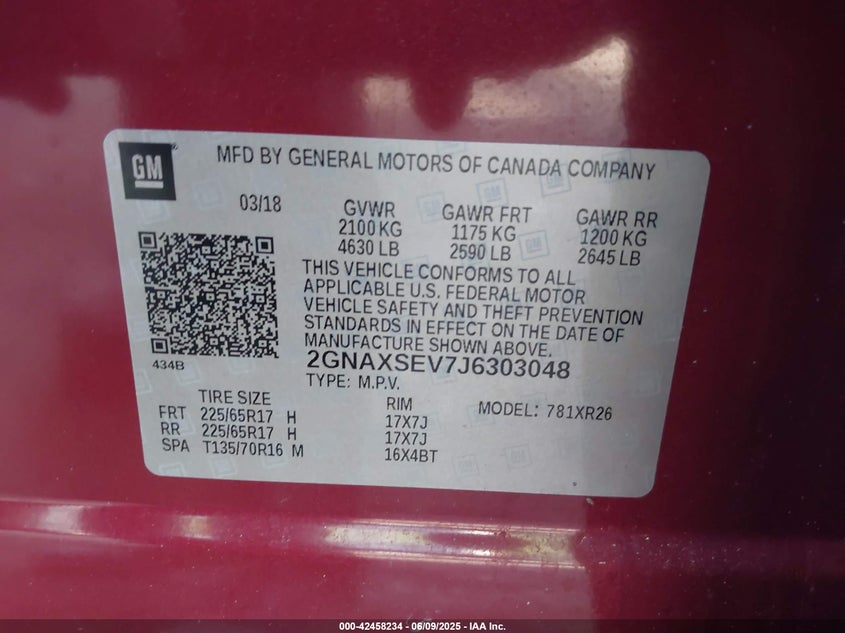 GM
MFD BY GENERAL MOTORS OF CANADA COMPANY
03/18
GVWR GAWR FRT GAWR RR
2100 KG 1175 KG 1200 KG
4630 LB 2590 LB 2645 LB
THIS VEHICLE CONFORMS TO ALL
APPLICABLE U.S. FEDERAL MOTOR
VEHICLE SAFETY AND THEFT PREVENTION
STANDARDS IN EFFECT ON THE DATE OF
MANUFACTURE SHOWN ABOVE.
434B
2GNAXSEV7J6303048
TYPE: M.P.V.
TIRE SIZE RIM MODEL: 781XR26
FRT 225/65R17 H 17X7J
RR 225/65R17 H 17X7J
SPA T135/70R16 M 16X4BT
000-42458234 - 06/09/2025 - IAA Inc.